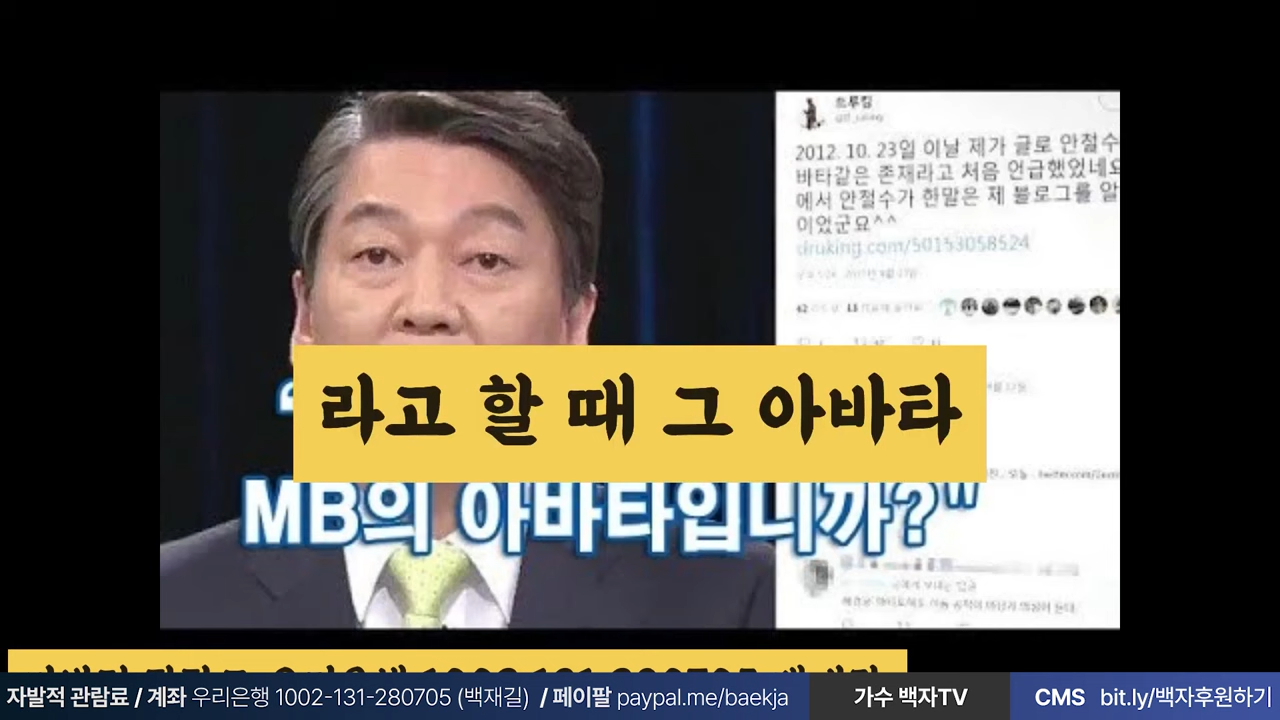 드루킹
2012. 10. 23일 이날 제가 글로 안철수
바타같은 존재라고 처음 언급했었네요
에서 안철수가 한말은 제 블로그를 알
이었군요^^
druking.com/50153058524
라고 할 때 그 아바타
MB의 아바타입니까?"
자발적 관람료 / 계좌 우리은행 1002-131-280705 (백재길) / 페이팔 paypal.me/baekja
가수 백자TV
CMS bit.ly/백자후원하기